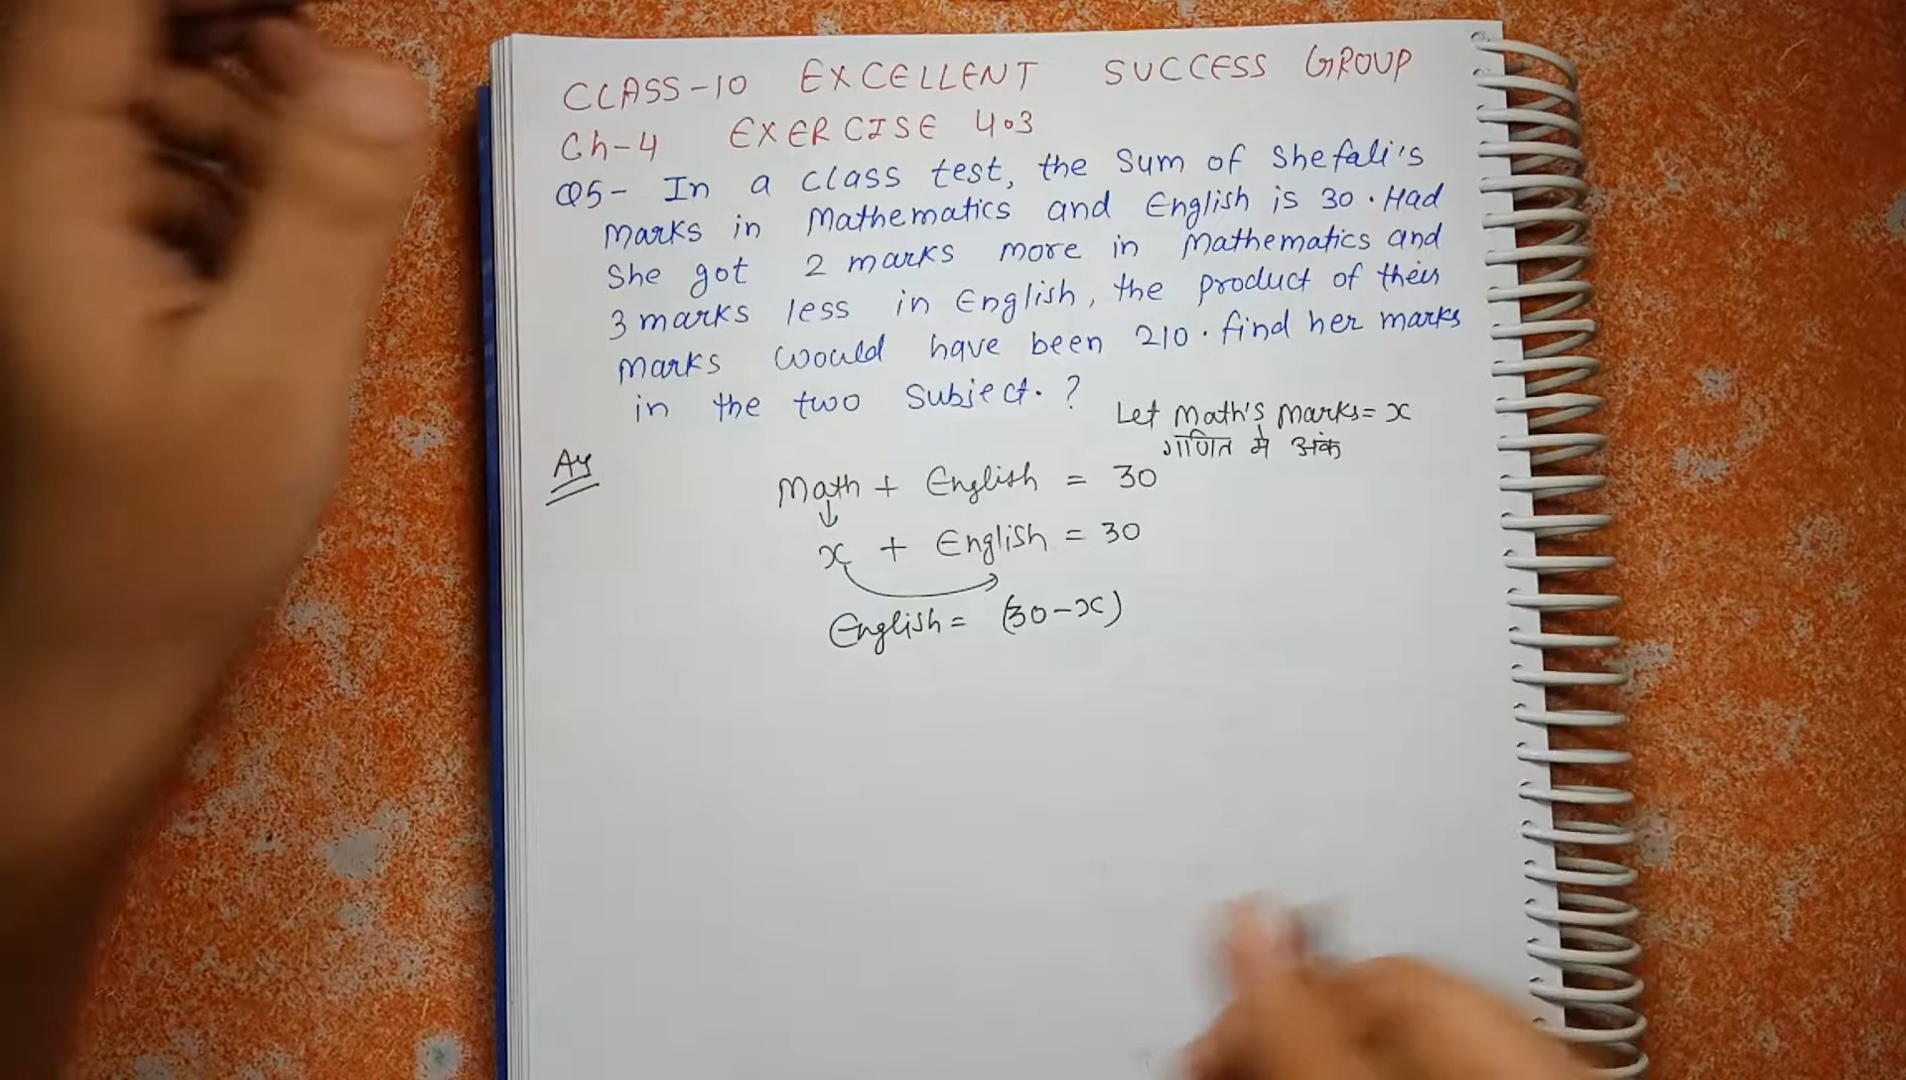 CLASS-10 EXCELLENT SUCCESS GROUP
Ch-4 EXERCISE 4.3
Q5- In a class test, the sum of Shefali's
marks in Mathematics and English is 30. Had
She got 2 marks more in Mathematics and
3 marks less in English, the product of their
marks would have been 210. find her marks
in the two Subject.?
Let Math's marks= x
गणित मे अंक
Math + English = 30
x + English = 30
English = (30-x)